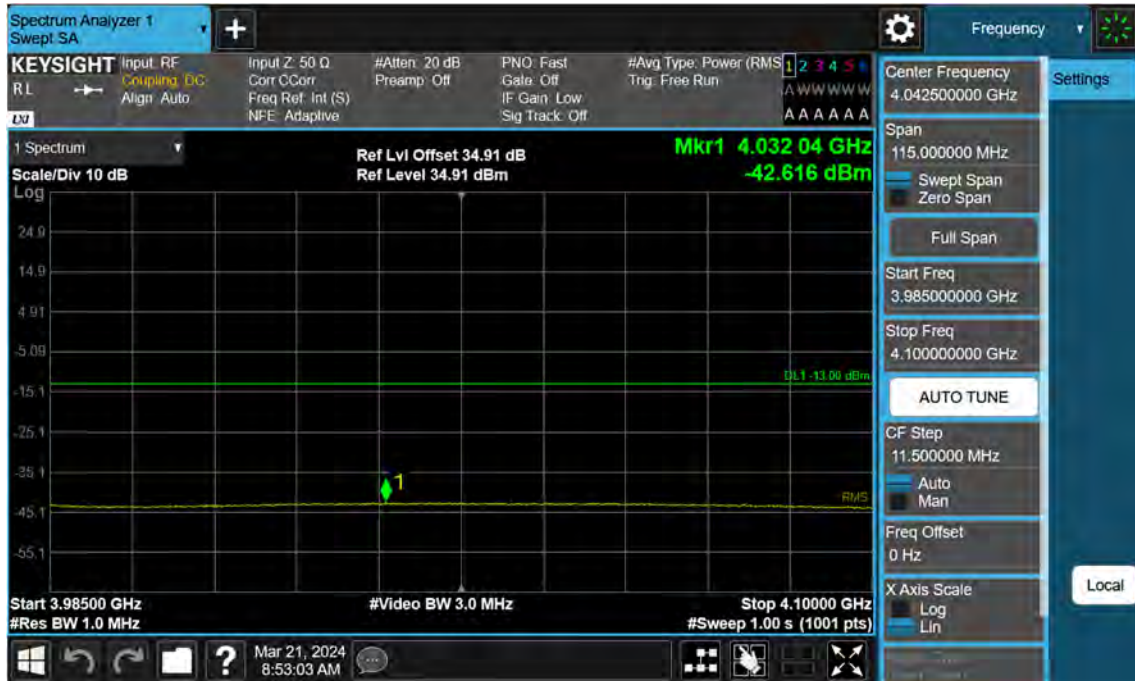 Spectrum Analyzer 1
Swept SA
Frequency
KEYSIGHT
RL
LXI
Input: RF
Coupling: DC
Align: Auto
Input Z: 50 Ω
Corr CCorr
Freq Ref: Int (S)
NFE: Adaptive
#Atten: 20 dB
Preamp: Off
PNO: Fast
Gate: Off
IF Gain: Low
Sig Track: Off
#Avg Type: Power (RMS
Trig: Free Run
1 2 3 4 5 6
A W W W W W
A A A A A A
1 Spectrum
Scale/Div 10 dB
Ref Lvl Offset 34.91 dB
Ref Level 34.91 dBm
Mkr1 4.032 04 GHz
-42.616 dBm
Log
24.9
14.9
4.91
-5.09
DL1 -13.00 dBm
-15.1
-25.1
-35.1
1
RMS
-45.1
-55.1
Start 3.98500 GHz
#Video BW 3.0 MHz
Stop 4.10000 GHz
#Res BW 1.0 MHz
#Sweep 1.00 s (1001 pts)
?
Mar 21, 2024
8:53:03 AM
Center Frequency
4.042500000 GHz
Settings
Span
115.000000 MHz
Swept Span
Zero Span
Full Span
Start Freq
3.985000000 GHz
Stop Freq
4.100000000 GHz
AUTO TUNE
CF Step
11.500000 MHz
Auto
Man
Freq Offset
0 Hz
X Axis Scale
Log
Lin
Local